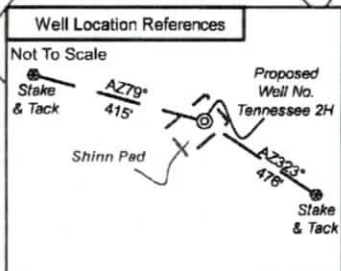 Well Location References
Not To Scale
Stake
& Tack
AZ79°
415'
Proposed
Well No.
Tennessee 2H
Shinn Pad
AZ323°
476'
Stake
& Tack